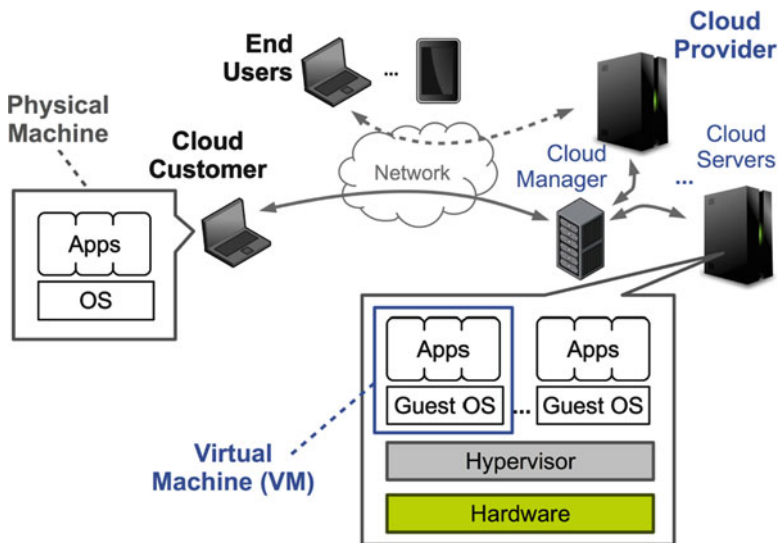 End
Users
...
Cloud
Provider
Physical
Machine
Cloud
Customer
Network
Cloud
Manager
Cloud
Servers
...
Apps
OS
Apps
Apps
Guest OS
...
Guest OS
Virtual
Machine (VM)
Hypervisor
Hardware